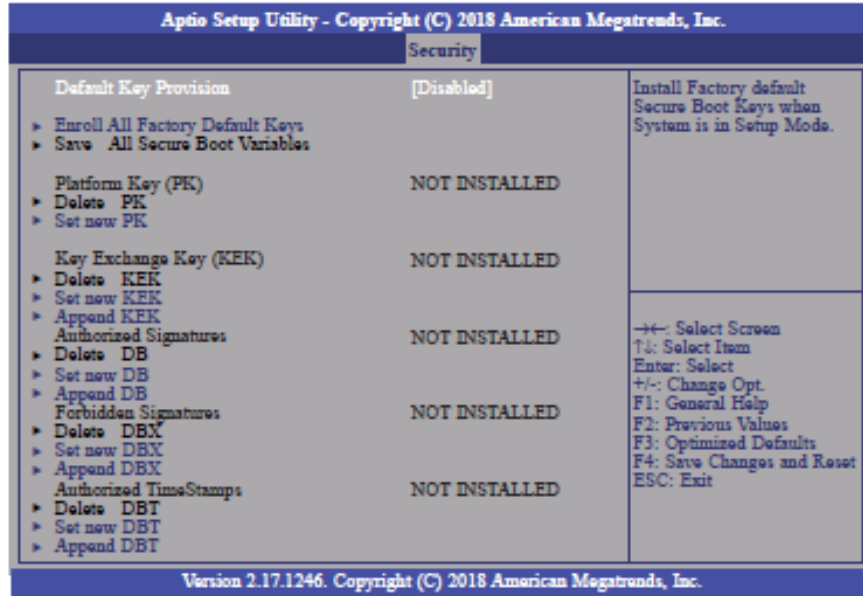 Aptio Setup Utility - Copyright (C) 2018 American Megatrends, Inc.
Security
Default Key Provision [Disabled]
► Enroll All Factory Default Keys
► Save All Secure Boot Variables
Platform Key (PK) NOT INSTALLED
► Delete PK
► Set new PK
Key Exchange Key (KEK) NOT INSTALLED
► Delete KEK
► Set new KEK
► Append KEK
Authorized Signatures NOT INSTALLED
► Delete DB
► Set new DB
► Append DB
Forbidden Signatures NOT INSTALLED
► Delete DBX
► Set new DBX
► Append DBX
Authorized TimeStamps NOT INSTALLED
► Delete DBT
► Set new DBT
► Append DBT
Install Factory default
Secure Boot Keys when
System is in Setup Mode.
→←: Select Screen
↑↓: Select Item
Enter: Select
+/-: Change Opt.
F1: General Help
F2: Previous Values
F3: Optimized Defaults
F4: Save Changes and Reset
ESC: Exit
Version 2.17.1246. Copyright (C) 2018 American Megatrends, Inc.